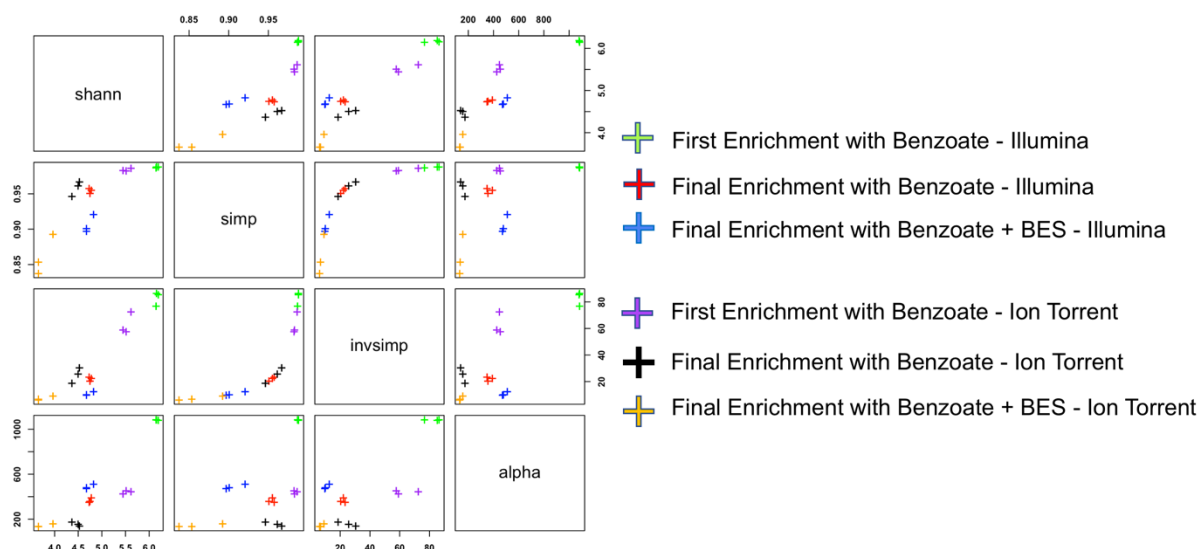 0.85 0.90 0.95
200 400 600 800
shann
4.0 5.0 6.0
First Enrichment with Benzoate - Illumina
0.85 0.90 0.95
simp
Final Enrichment with Benzoate - Illumina
Final Enrichment with Benzoate + BES - Illumina
invsimp
20 40 60 80
First Enrichment with Benzoate - Ion Torrent
Final Enrichment with Benzoate - Ion Torrent
Final Enrichment with Benzoate + BES - Ion Torrent
200 600 1000
alpha
4.0 4.5 5.0 5.5 6.0
20 40 60 80